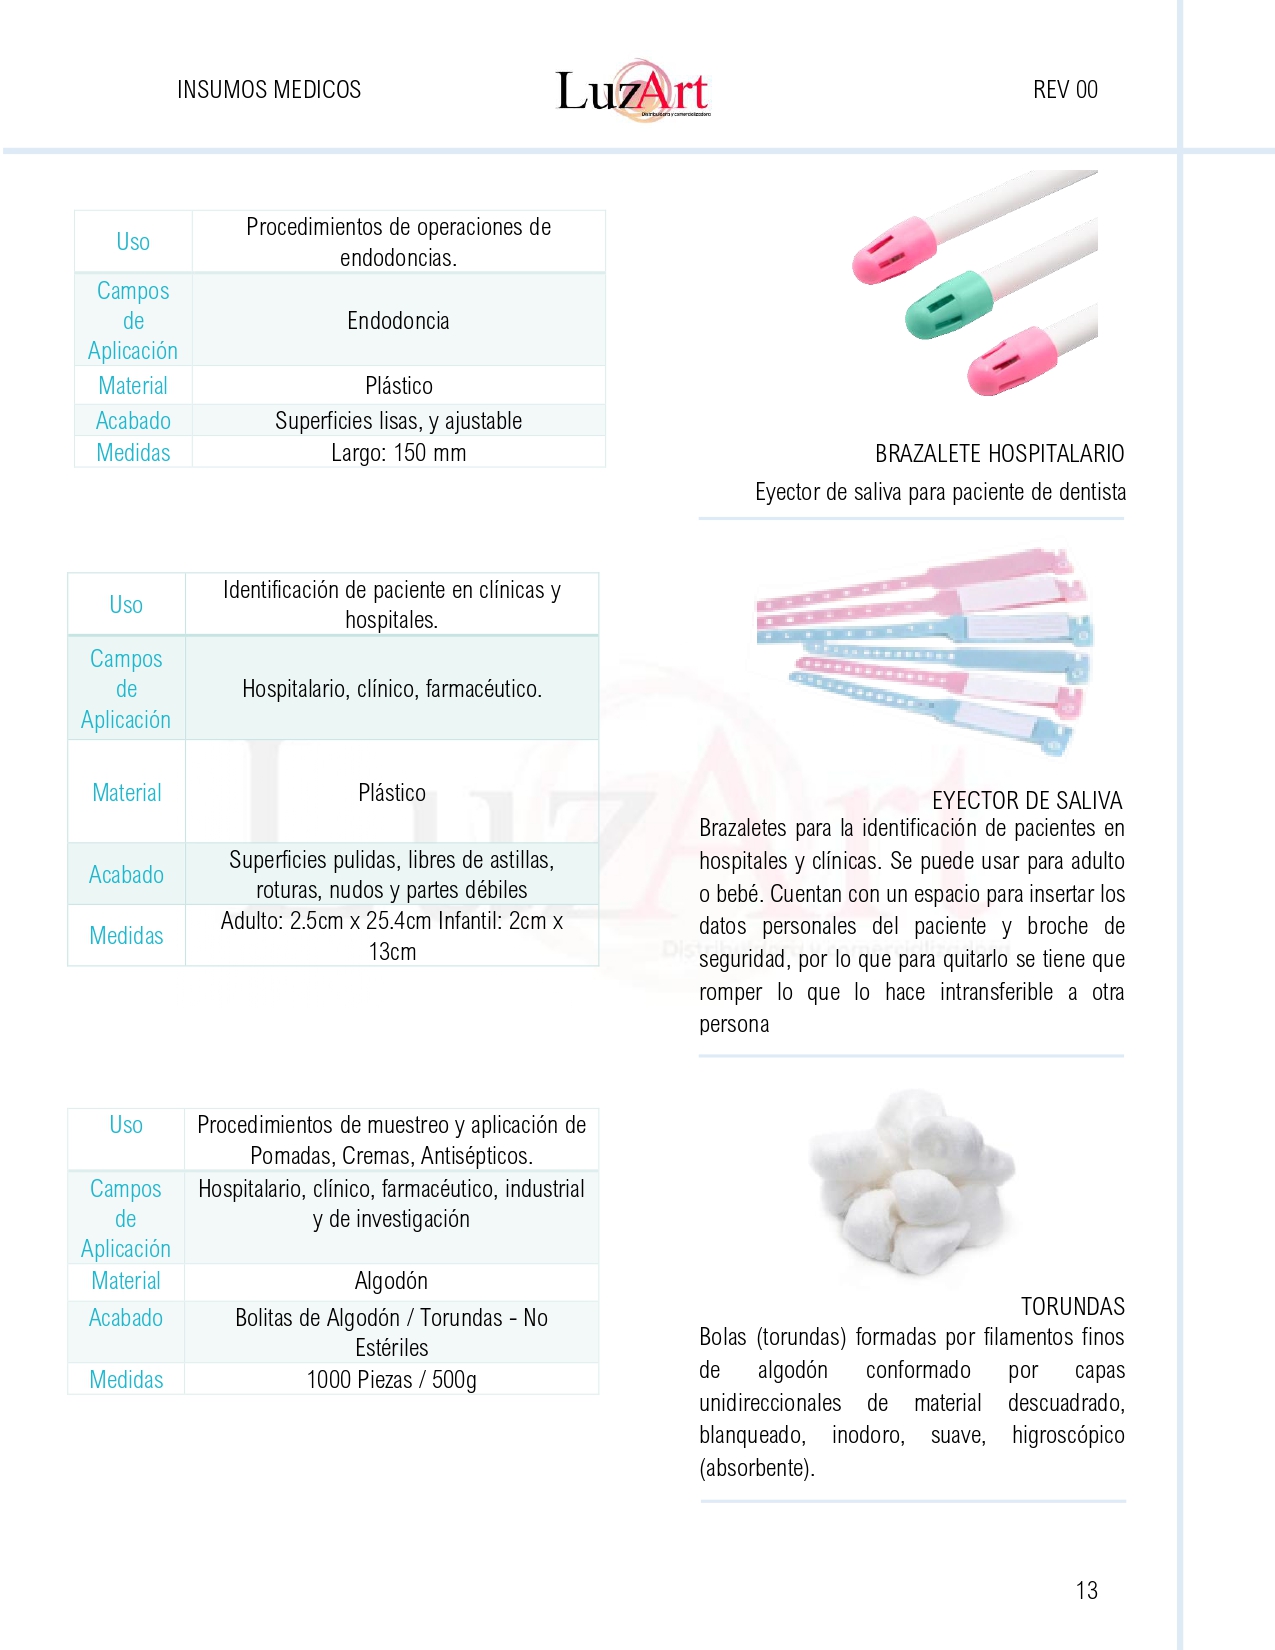 INSUMOS MEDICOS
LuzArt
Distribuidora y comercializadora
REV 00
Uso
Procedimientos de operaciones de
endodoncias.
Campos
de
Aplicación
Endodoncia
Material
Plástico
Acabado
Superficies lisas, y ajustable
Medidas
Largo: 150 mm
BRAZALETE HOSPITALARIO
Eyector de saliva para paciente de dentista
Uso
Identificación de paciente en clínicas y
hospitales.
Campos
de
Aplicación
Hospitalario, clínico, farmacéutico.
Material
Plástico
Acabado
Superficies pulidas, libres de astillas,
roturas, nudos y partes débiles
Medidas
Adulto: 2.5cm x 25.4cm Infantil: 2cm x
13cm
EYECTOR DE SALIVA
Brazaletes para la identificación de pacientes en
hospitales y clínicas. Se puede usar para adulto
o bebé. Cuentan con un espacio para insertar los
datos personales del paciente y broche de
seguridad, por lo que para quitarlo se tiene que
romper lo que lo hace intransferible a otra
persona
LuzArt
Distribuidora y comercializadora
Uso
Procedimientos de muestreo y aplicación de
Pomadas, Cremas, Antisépticos.
Campos
de
Aplicación
Hospitalario, clínico, farmacéutico, industrial
y de investigación
Material
Algodón
Acabado
Bolitas de Algodón / Torundas - No
Estériles
Medidas
1000 Piezas / 500g
TORUNDAS
Bolas (torundas) formadas por filamentos finos
de algodón conformado por capas
unidireccionales de material descuadrado,
blanqueado, inodoro, suave, higroscópico
(absorbente).
13